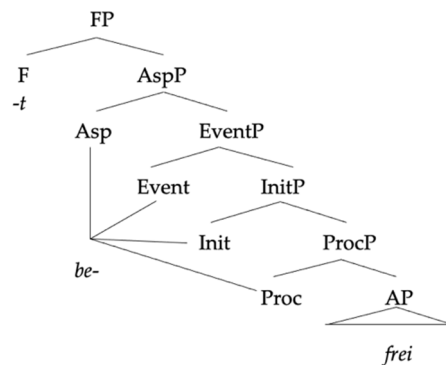 FP
F AspP
-t
Asp EventP
Event InitP
Init ProcP
be-
Proc AP
frei